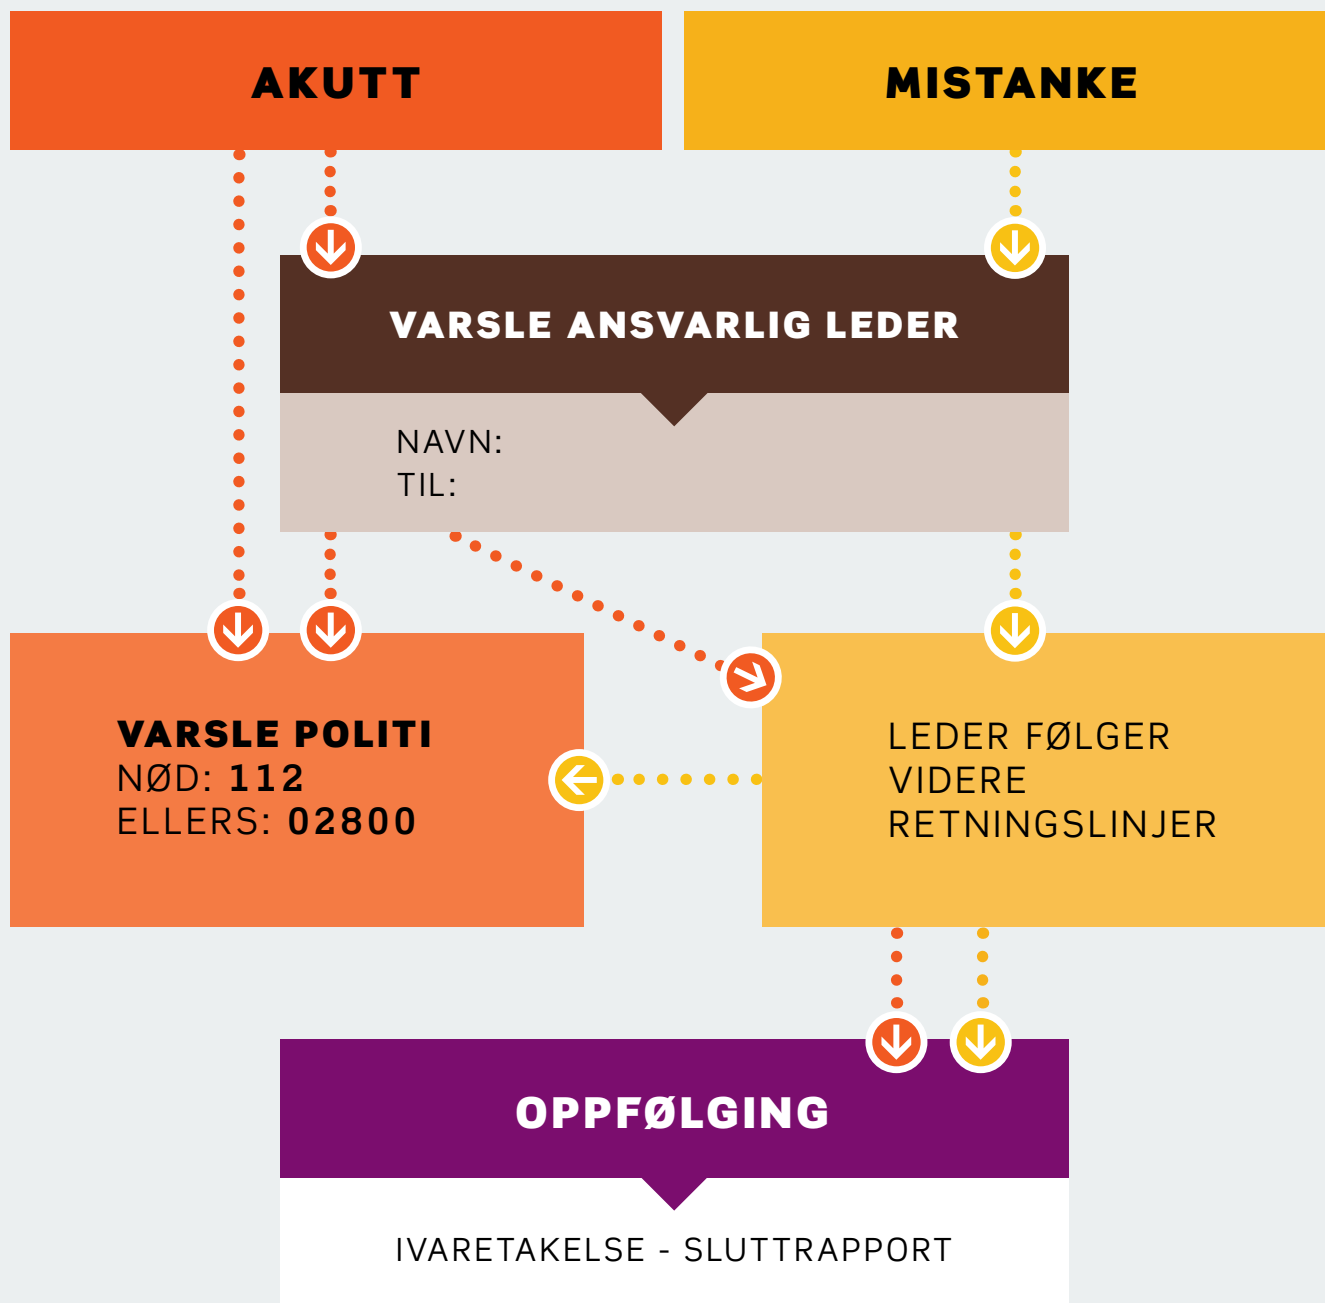 AKUTT
MISTANKE
VARSLE ANSVARLIG LEDER
NAVN:
TIL:
VARSLE POLITI
NØD: 112
ELLERS: 02800
LEDER FØLGER
VIDERE
RETNINGSLINJER
OPPFØLGING
IVARETAKELSE - SLUTTRAPPORT